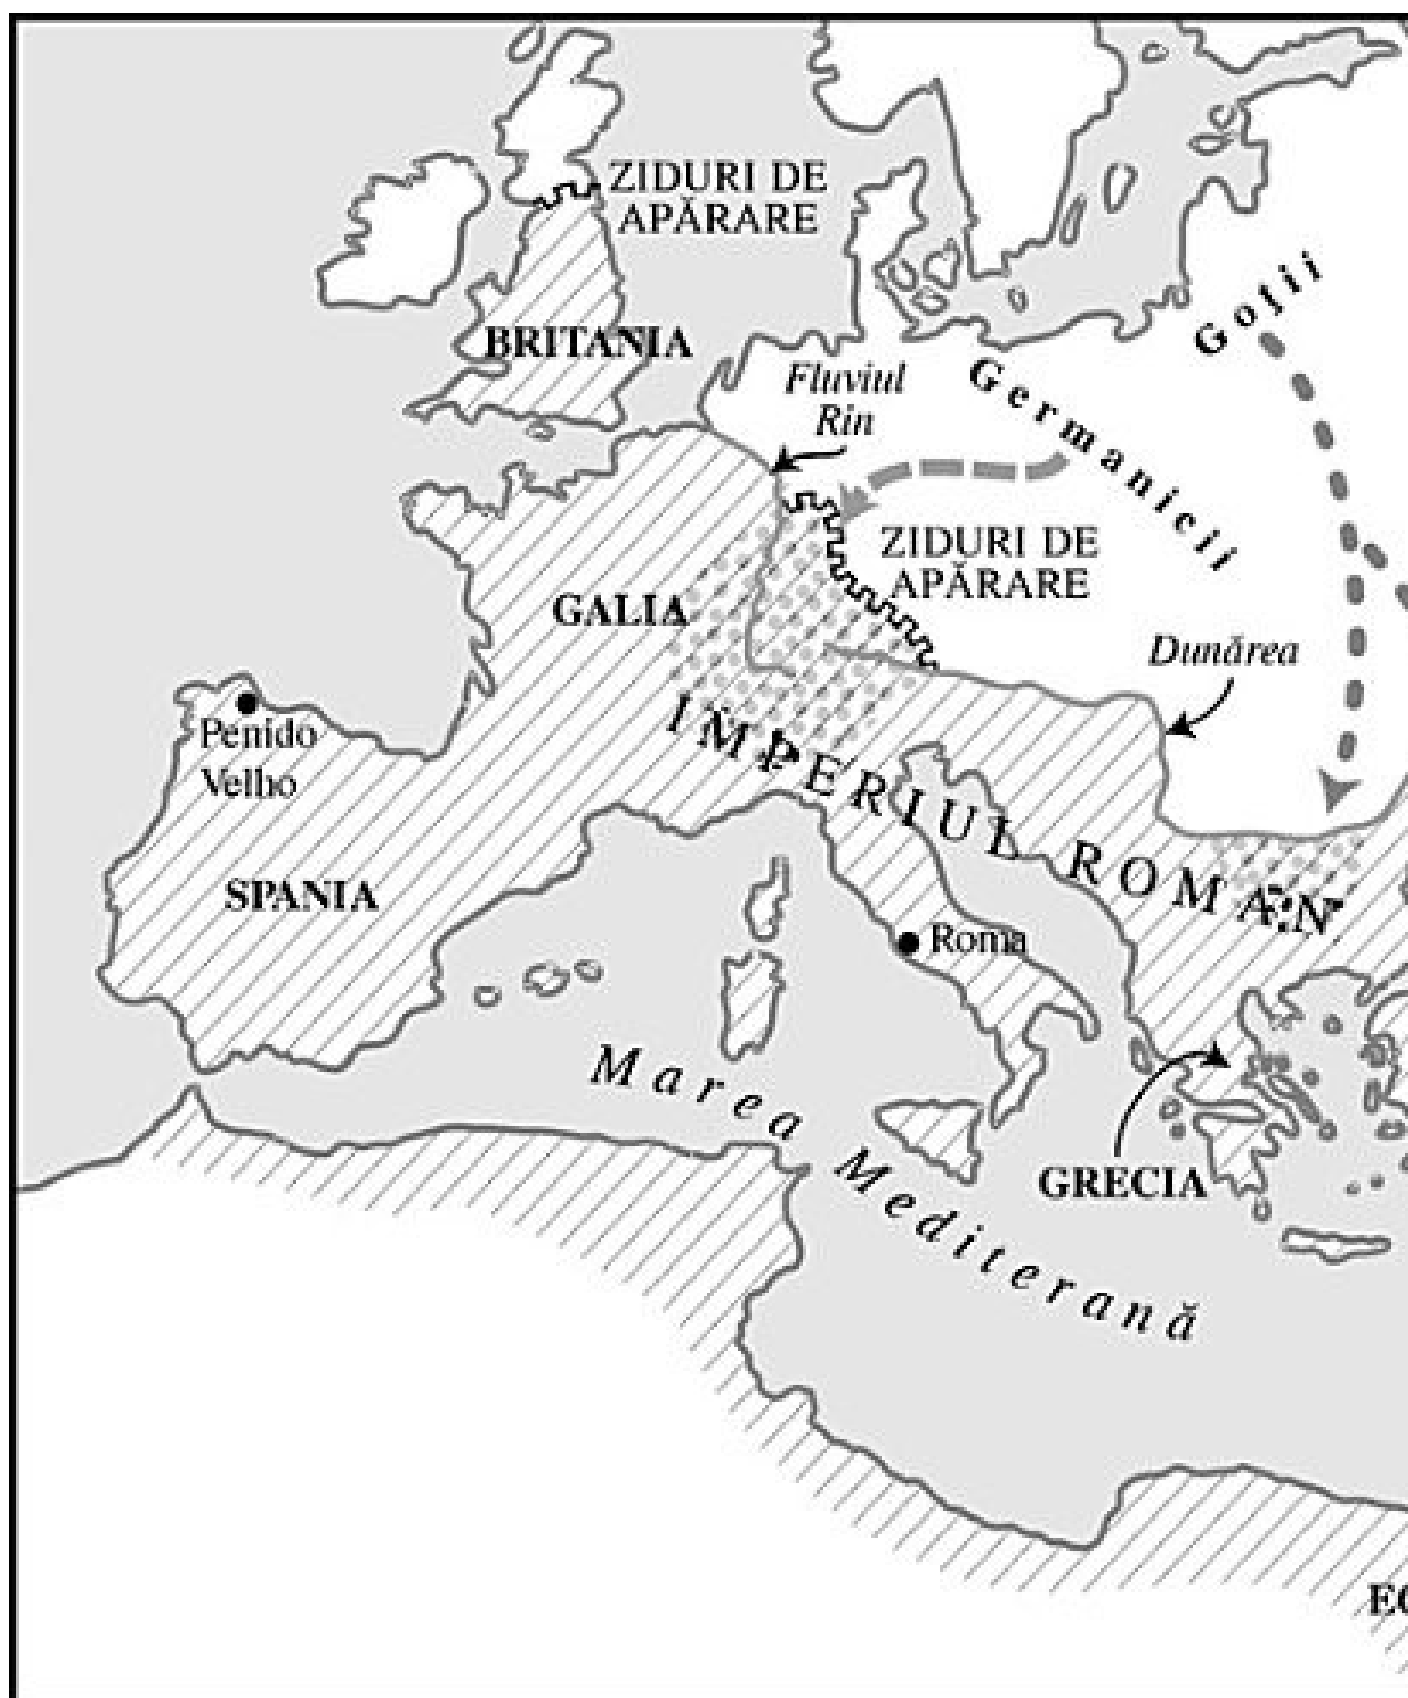 ZIDURI DE
APĂRARE
BRITANIA
Goții
Fluviul
Rin
Germanicii
ZIDURI DE
APĂRARE
GALIA
Dunărea
Penido
Velho
IMPERIUL ROMAN
SPANIA
Roma
Marea Mediterană
GRECIA